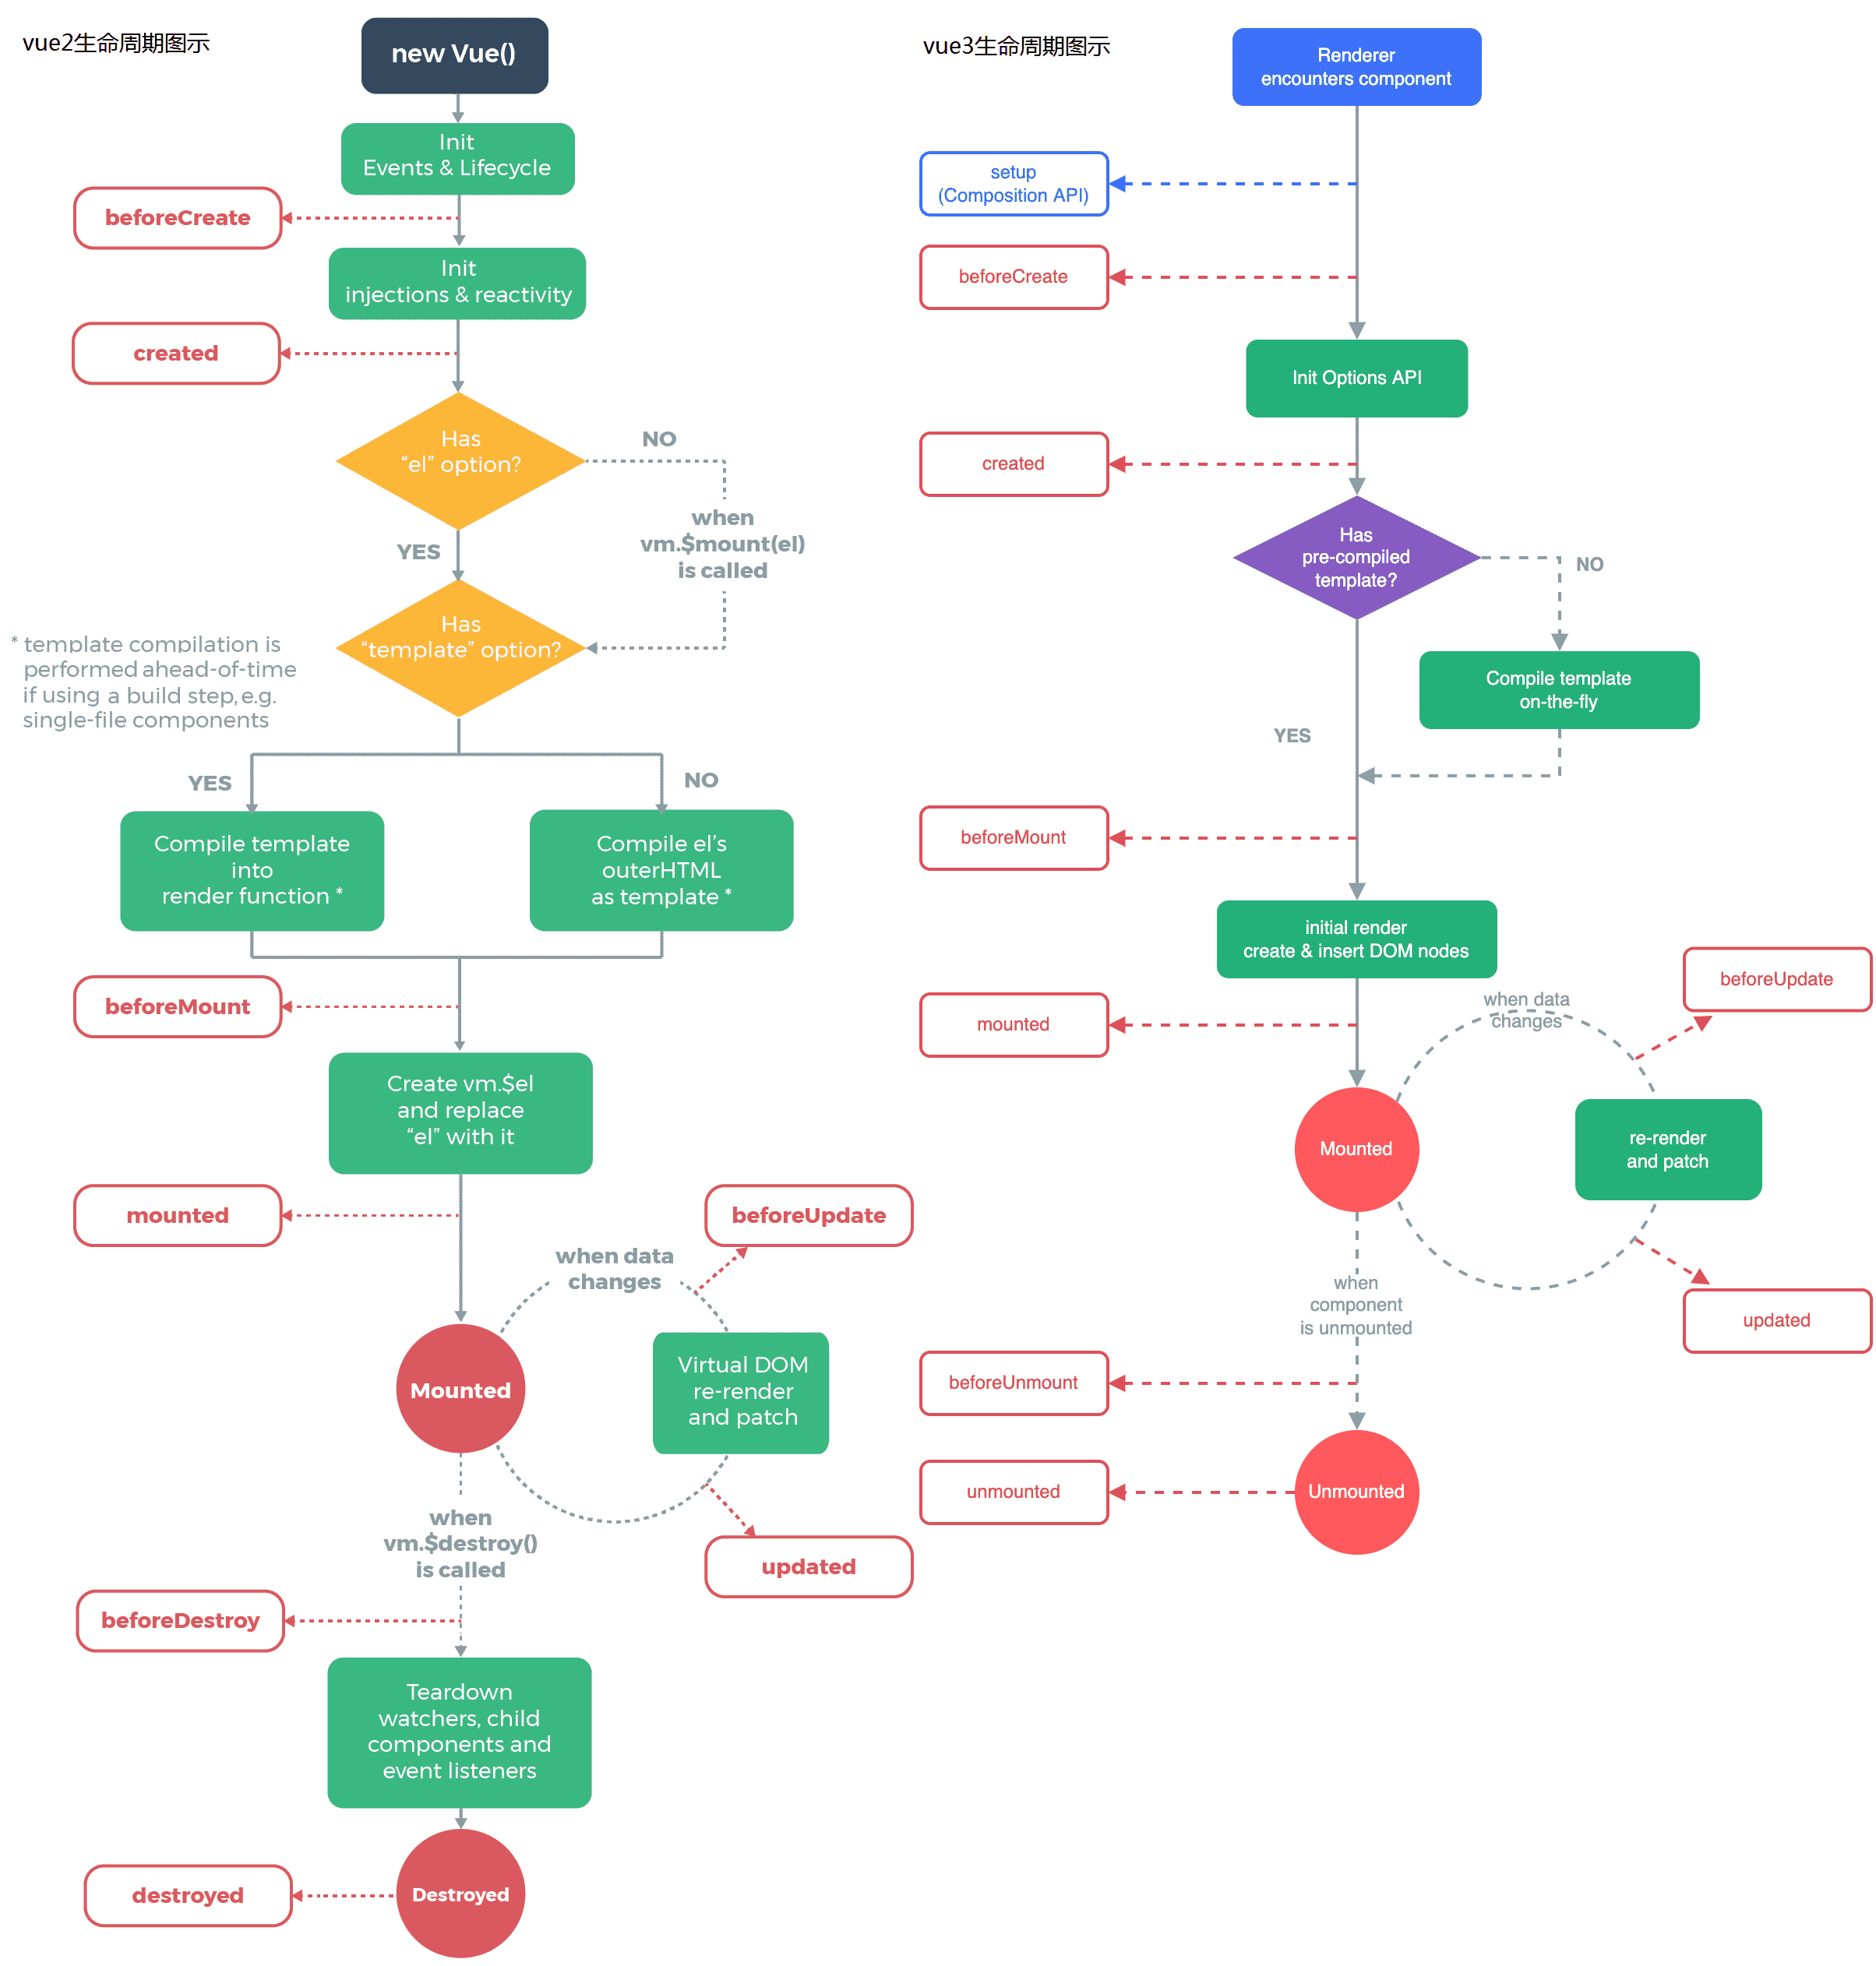 vue2生命周期图示
new Vue()
Init
Events & Lifecycle
beforeCreate
Init
injections & reactivity
created
Has
“el” option?
NO
when
vm.$mount(el)
is called
YES
Has
“template” option?
* template compilation is
performed ahead-of-time
if using a build step, e.g.
single-file components
YES
NO
Compile template
into
render function *
Compile el’s
outerHTML
as template *
beforeMount
Create vm.$el
and replace
“el” with it
mounted
beforeUpdate
when data
changes
Mounted
Virtual DOM
re-render
and patch
when
vm.$destroy()
is called
updated
beforeDestroy
Teardown
watchers, child
components and
event listeners
destroyed
Destroyed
vue3生命周期图示
Renderer
encounters component
setup
(Composition API)
beforeCreate
Init Options API
created
Has
pre-compiled
template?
NO
Compile template
on-the-fly
YES
beforeMount
initial render
create & insert DOM nodes
beforeUpdate
when data
changes
mounted
Mounted
re-render
and patch
when
component
is unmounted
updated
beforeUnmount
unmounted
Unmounted